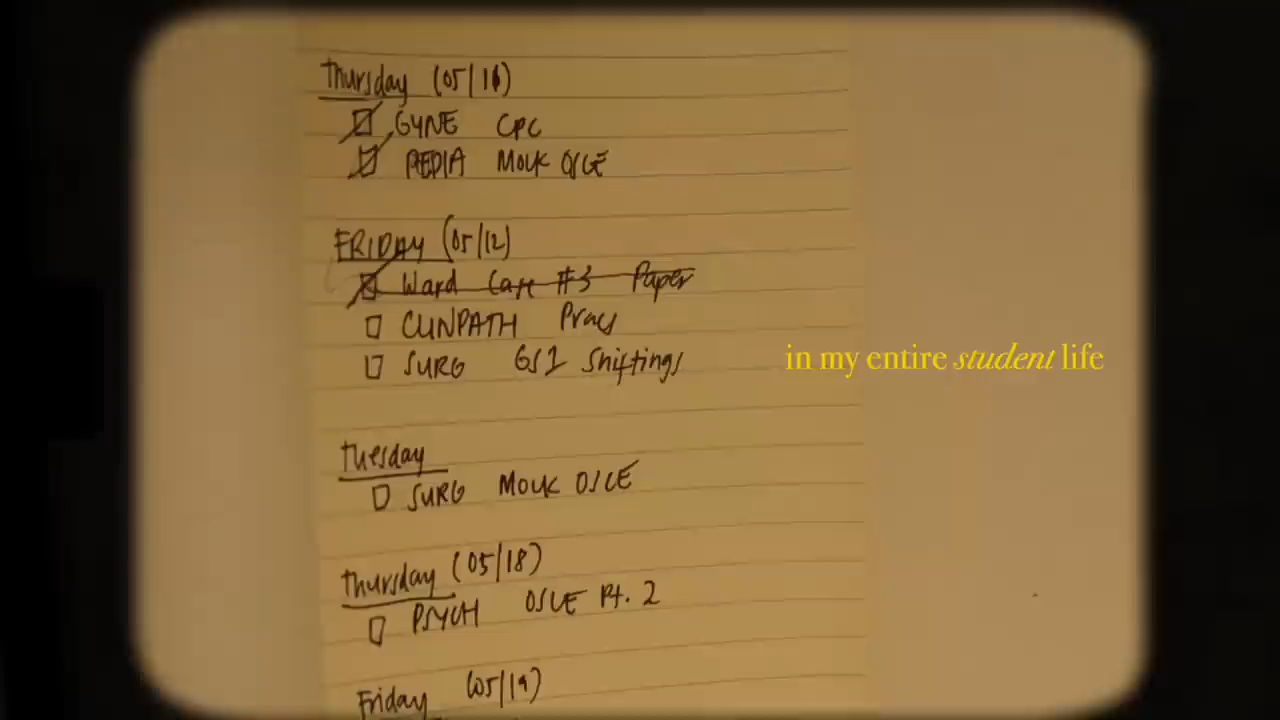 Thursday (05/11)
GYNE CPC
PEDIA MOCK OSCE
FRIDAY (05/12)
Ward Case #3 Paper
CLINPATH Pracs
SURG GS1 Shiftings
in my entire student life
Tuesday
SURG MOCK OSCE
Thursday (05/18)
PSYCH OSCE Pt. 2
Friday (05/19)